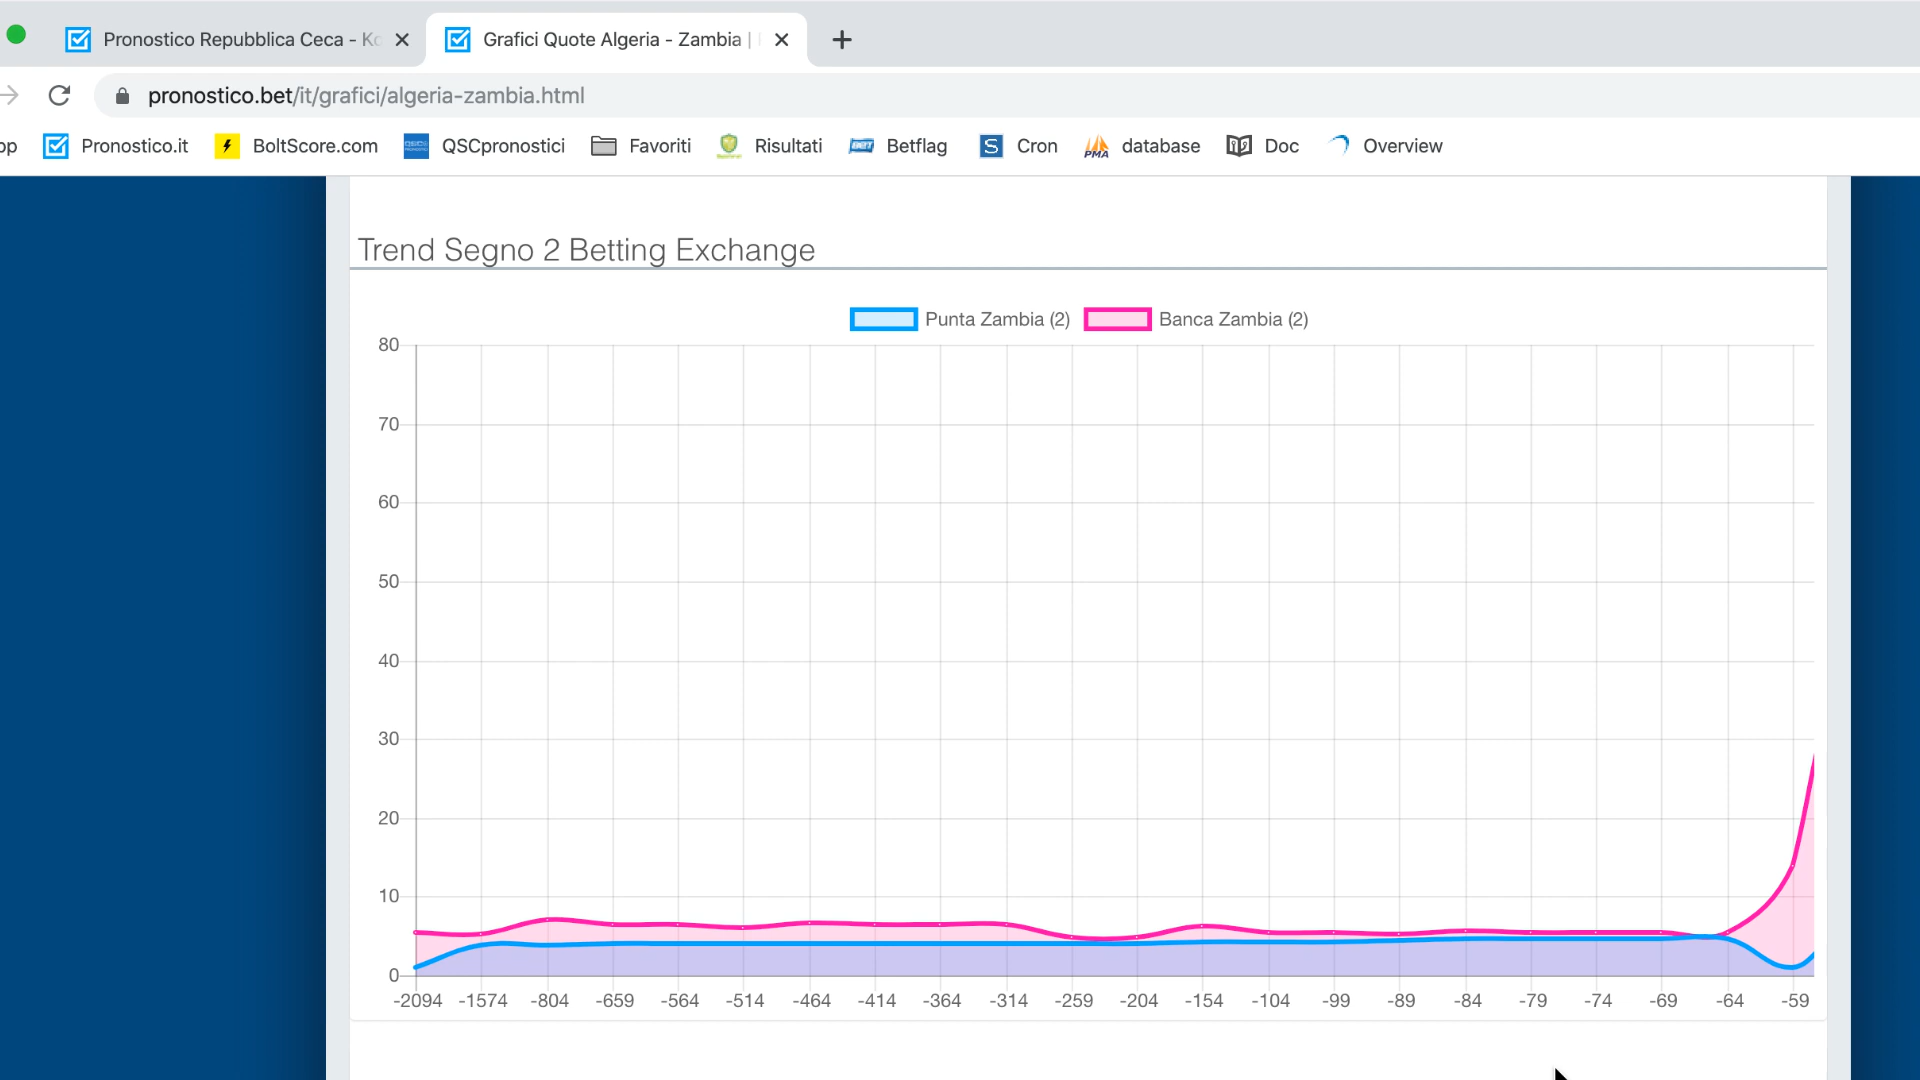 Pronostico Repubblica Ceca - Ko
Grafici Quote Algeria - Zambia |
pronostico.bet/it/grafici/algeria-zambia.html
op Pronostico.it BoltScore.com QSCpronostici Favoriti Risultati Betflag Cron database Doc Overview
Trend Segno 2 Betting Exchange
Punta Zambia (2) Banca Zambia (2)
80
70
60
50
40
30
20
10
0
-2094 -1574 -804 -659 -564 -514 -464 -414 -364 -314 -259 -204 -154 -104 -99 -89 -84 -79 -74 -69 -64 -59